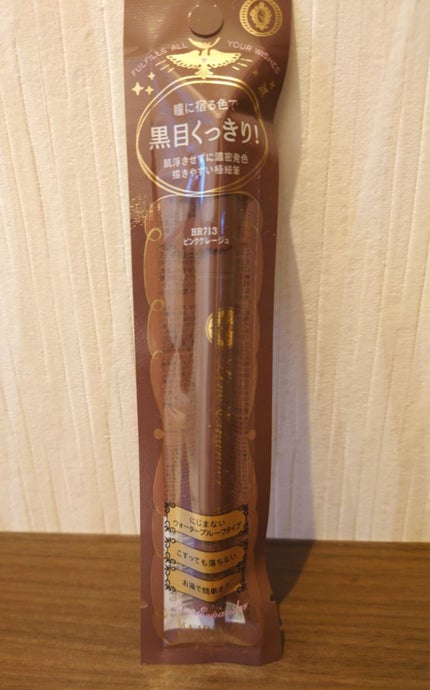 FULFILLS ALL YOUR WISHES
瞳に宿る色で
黒目くっきり!
肌浮きせずに濃密発色
描きやすい極細筆
BR713
ピンクグレージュ
にじまない
ウォータープルーフタイプ
こすっても落ちない
お湯で簡単オフ